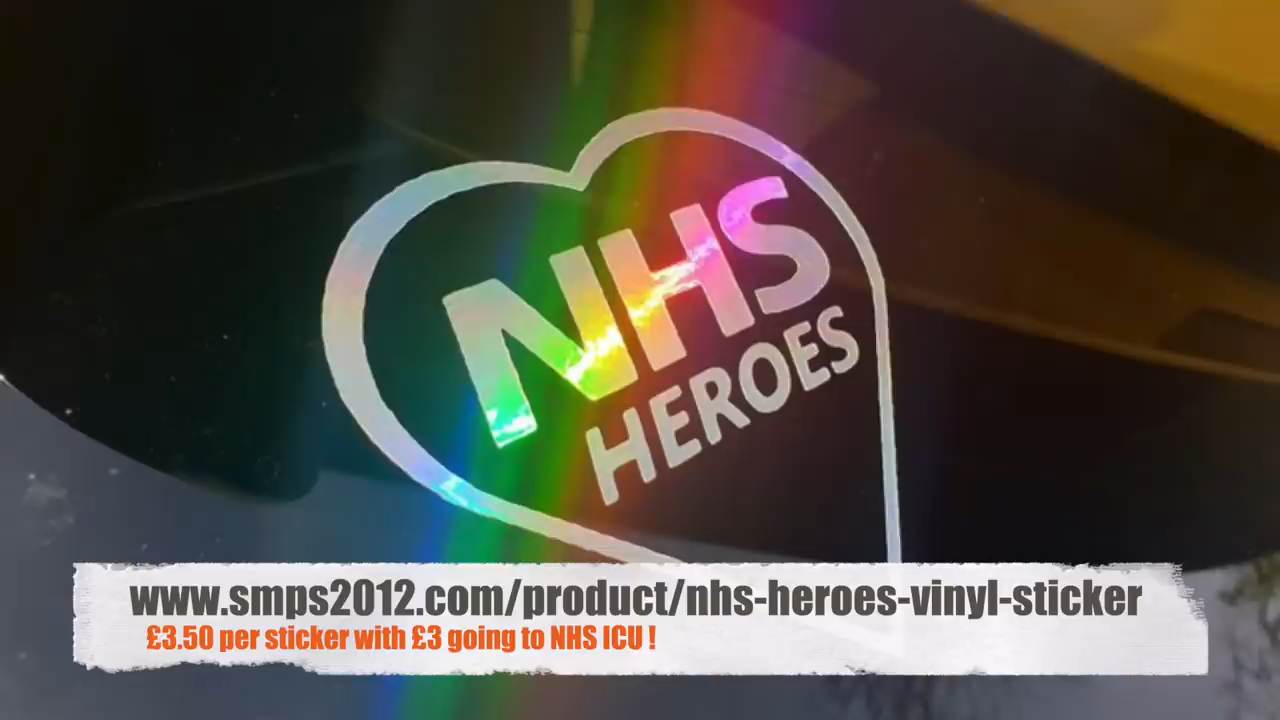 NHS
HEROES
www.smps2012.com/product/nhs-heroes-vinyl-sticker
£3.50 per sticker with £3 going to NHS ICU !